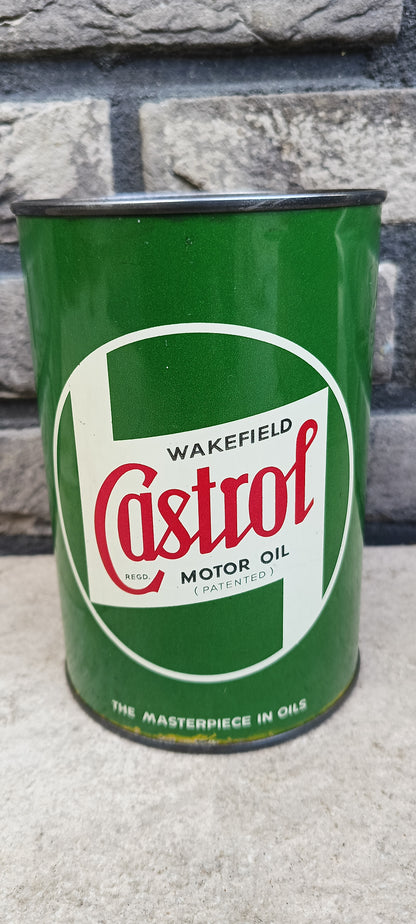 WAKEFIELD
Castrol
REGD.
MOTOR OIL
(PATENTED)
THE MASTERPIECE IN OILS